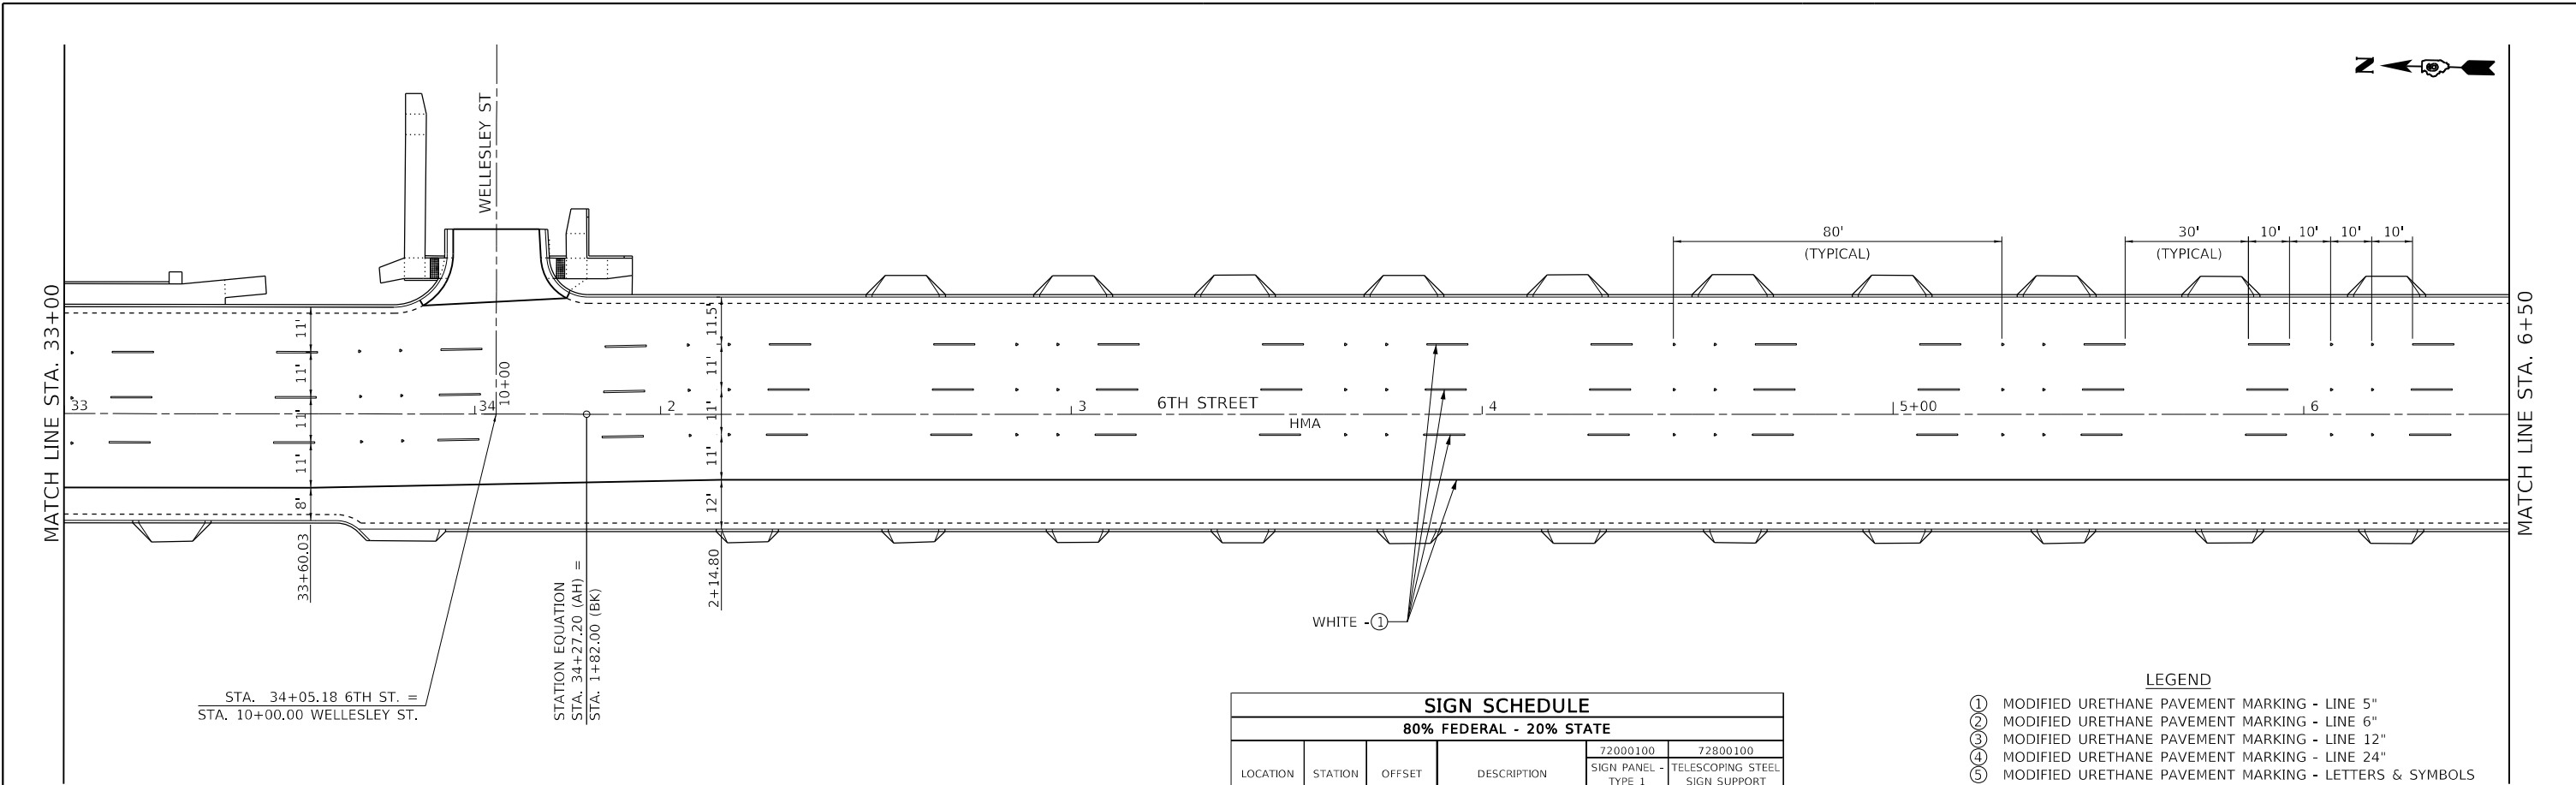 N
WELLESLEY ST
80'
(TYPICAL)
30'
(TYPICAL)
10'
10'
10'
10'
MATCH LINE STA. 33+00
MATCH LINE STA. 6+50
11'
11'
11'
11'
8'
33+60.03
11.5'
11'
11'
11'
12'
2+14.80
33
34
10+00
2
3
6TH STREET
HMA
4
5+00
6
WHITE - 1
STA. 34+05.18 6TH ST. =
STA. 10+00.00 WELLESLEY ST.
STATION EQUATION
STA. 34+27.20 (AH) =
STA. 1+82.00 (BK)
SIGN SCHEDULE
80% FEDERAL - 20% STATE
LOCATION STATION OFFSET DESCRIPTION
72000100
SIGN PANEL -
TYPE 1
72800100
TELESCOPING STEEL
SIGN SUPPORT
LEGEND
1 MODIFIED URETHANE PAVEMENT MARKING - LINE 5"
2 MODIFIED URETHANE PAVEMENT MARKING - LINE 6"
3 MODIFIED URETHANE PAVEMENT MARKING - LINE 12"
4 MODIFIED URETHANE PAVEMENT MARKING - LINE 24"
5 MODIFIED URETHANE PAVEMENT MARKING - LETTERS & SYMBOLS